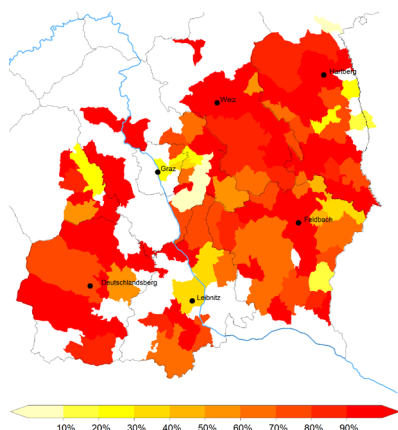 Hartberg
Weiz
Graz
Feldbach
Deutschlandsberg
Leibnitz
10% 20% 30% 40% 50% 60% 70% 80% 90%